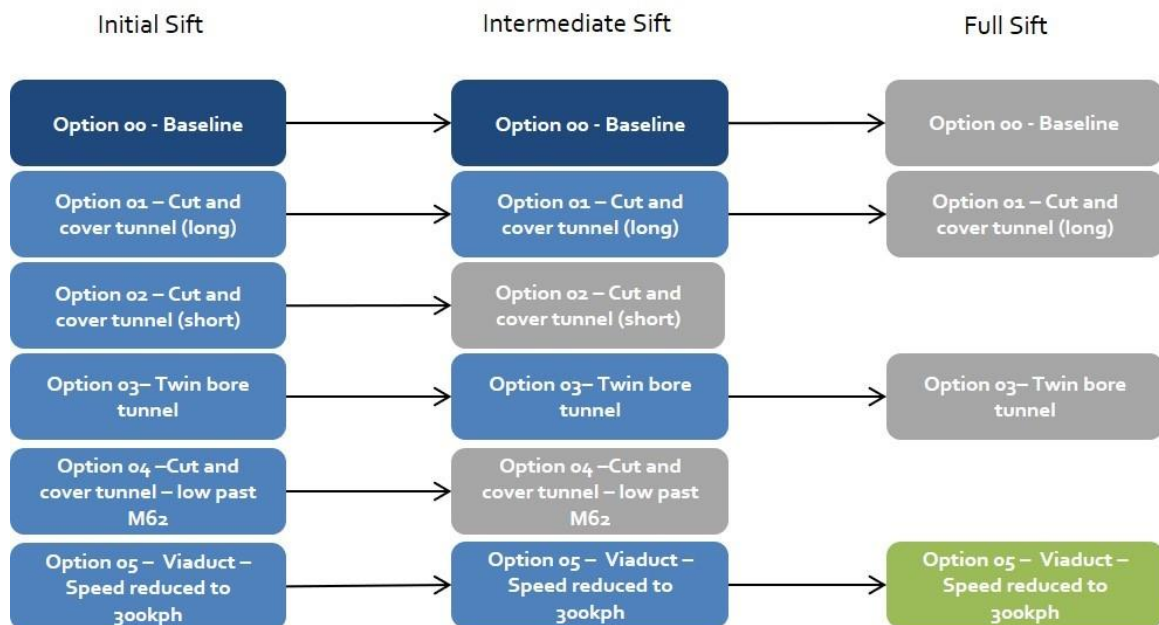 Initial Sift
Intermediate Sift
Full Sift
Option 00 - Baseline
Option 00 - Baseline
Option 00 - Baseline
Option 01 – Cut and
cover tunnel (long)
Option 01 – Cut and
cover tunnel (long)
Option 01 – Cut and
cover tunnel (long)
Option 02 – Cut and
cover tunnel (short)
Option 02 – Cut and
cover tunnel (short)
Option 03– Twin bore
tunnel
Option 03– Twin bore
tunnel
Option 03– Twin bore
tunnel
Option 04 –Cut and
cover tunnel – low past
M62
Option 04 –Cut and
cover tunnel – low past
M62
Option 05 – Viaduct –
Speed reduced to
300kph
Option 05 – Viaduct –
Speed reduced to
300kph
Option 05 – Viaduct –
Speed reduced to
300kph